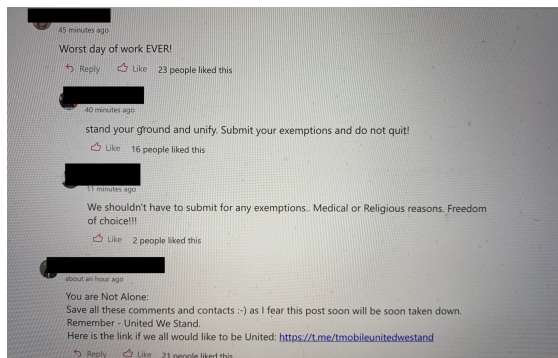 45 minutes ago
Worst day of work EVER!
Reply Like 23 people liked this
40 minutes ago
stand your ground and unify. Submit your exemptions and do not quit!
Like 16 people liked this
11 minutes ago
We shouldn't have to submit for any exemptions.. Medical or Religious reasons. Freedom
of choice!!!
Like 2 people liked this
about an hour ago
You are Not Alone:
Save all these comments and contacts :-) as I fear this post soon will be soon taken down.
Remember - United We Stand.
Here is the link if we all would like to be United: https://t.me/tmobileunitedwestand
Reply Like 21 people liked this